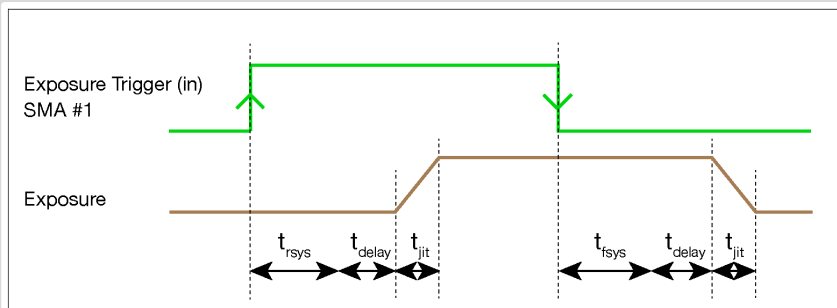 Exposure Trigger (in)
SMA #1
Exposure
trsys tdelay tjit tfsys tdelay tjit